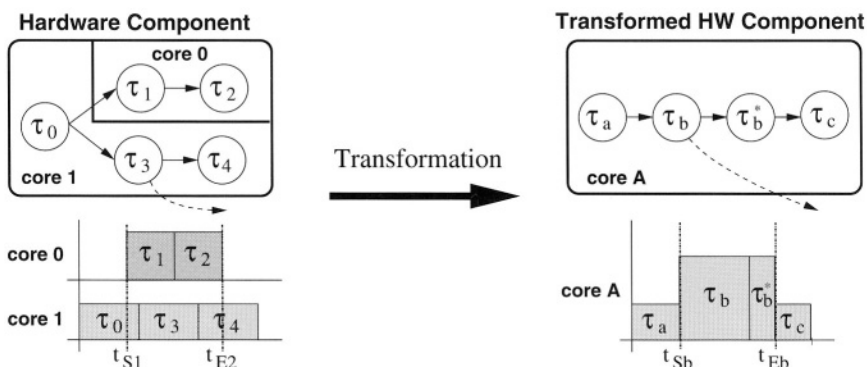 Hardware Component
core 0
τ1
τ2
τ0
τ3
τ4
core 1
Transformation
Transformed HW Component
τa
τb
τb*
τc
core A
core 0
τ1
τ2
core 1
τ0
τ3
τ4
tS1
tE2
core A
τa
τb
τb*
τc
tSb
tEb